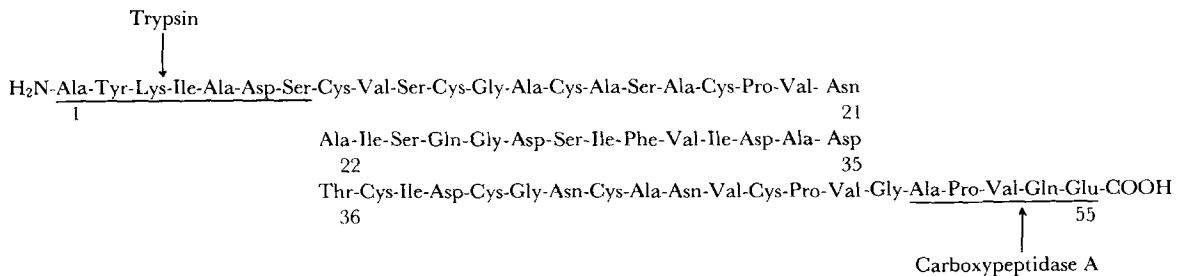 Trypsin
H₂N-Ala-Tyr-Lys-Ile-Ala-Asp-Ser-Cys-Val-Ser-Cys-Gly-Ala-Cys-Ala-Ser-Ala-Cys-Pro-Val- Asn
1 21
Ala-Ile-Ser-Gln-Gly-Asp-Ser-Ile-Phe-Val-Ile-Asp-Ala- Asp
22 35
Thr-Cys-Ile-Asp-Cys-Gly-Asn-Cys-Ala-Asn-Val-Cys-Pro-Val-Gly-Ala-Pro-Val-Gln-Glu-COOH
36 55
Carboxypeptidase A